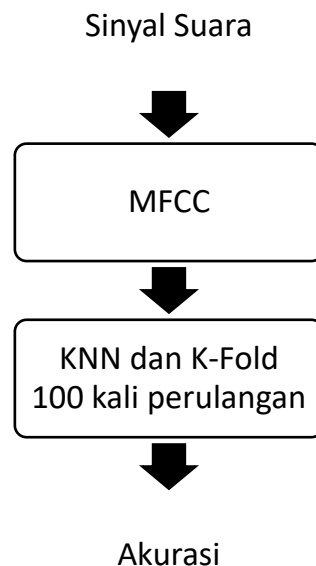 Sinyal Suara
MFCC
KNN dan K-Fold
100 kali perulangan
Akurasi